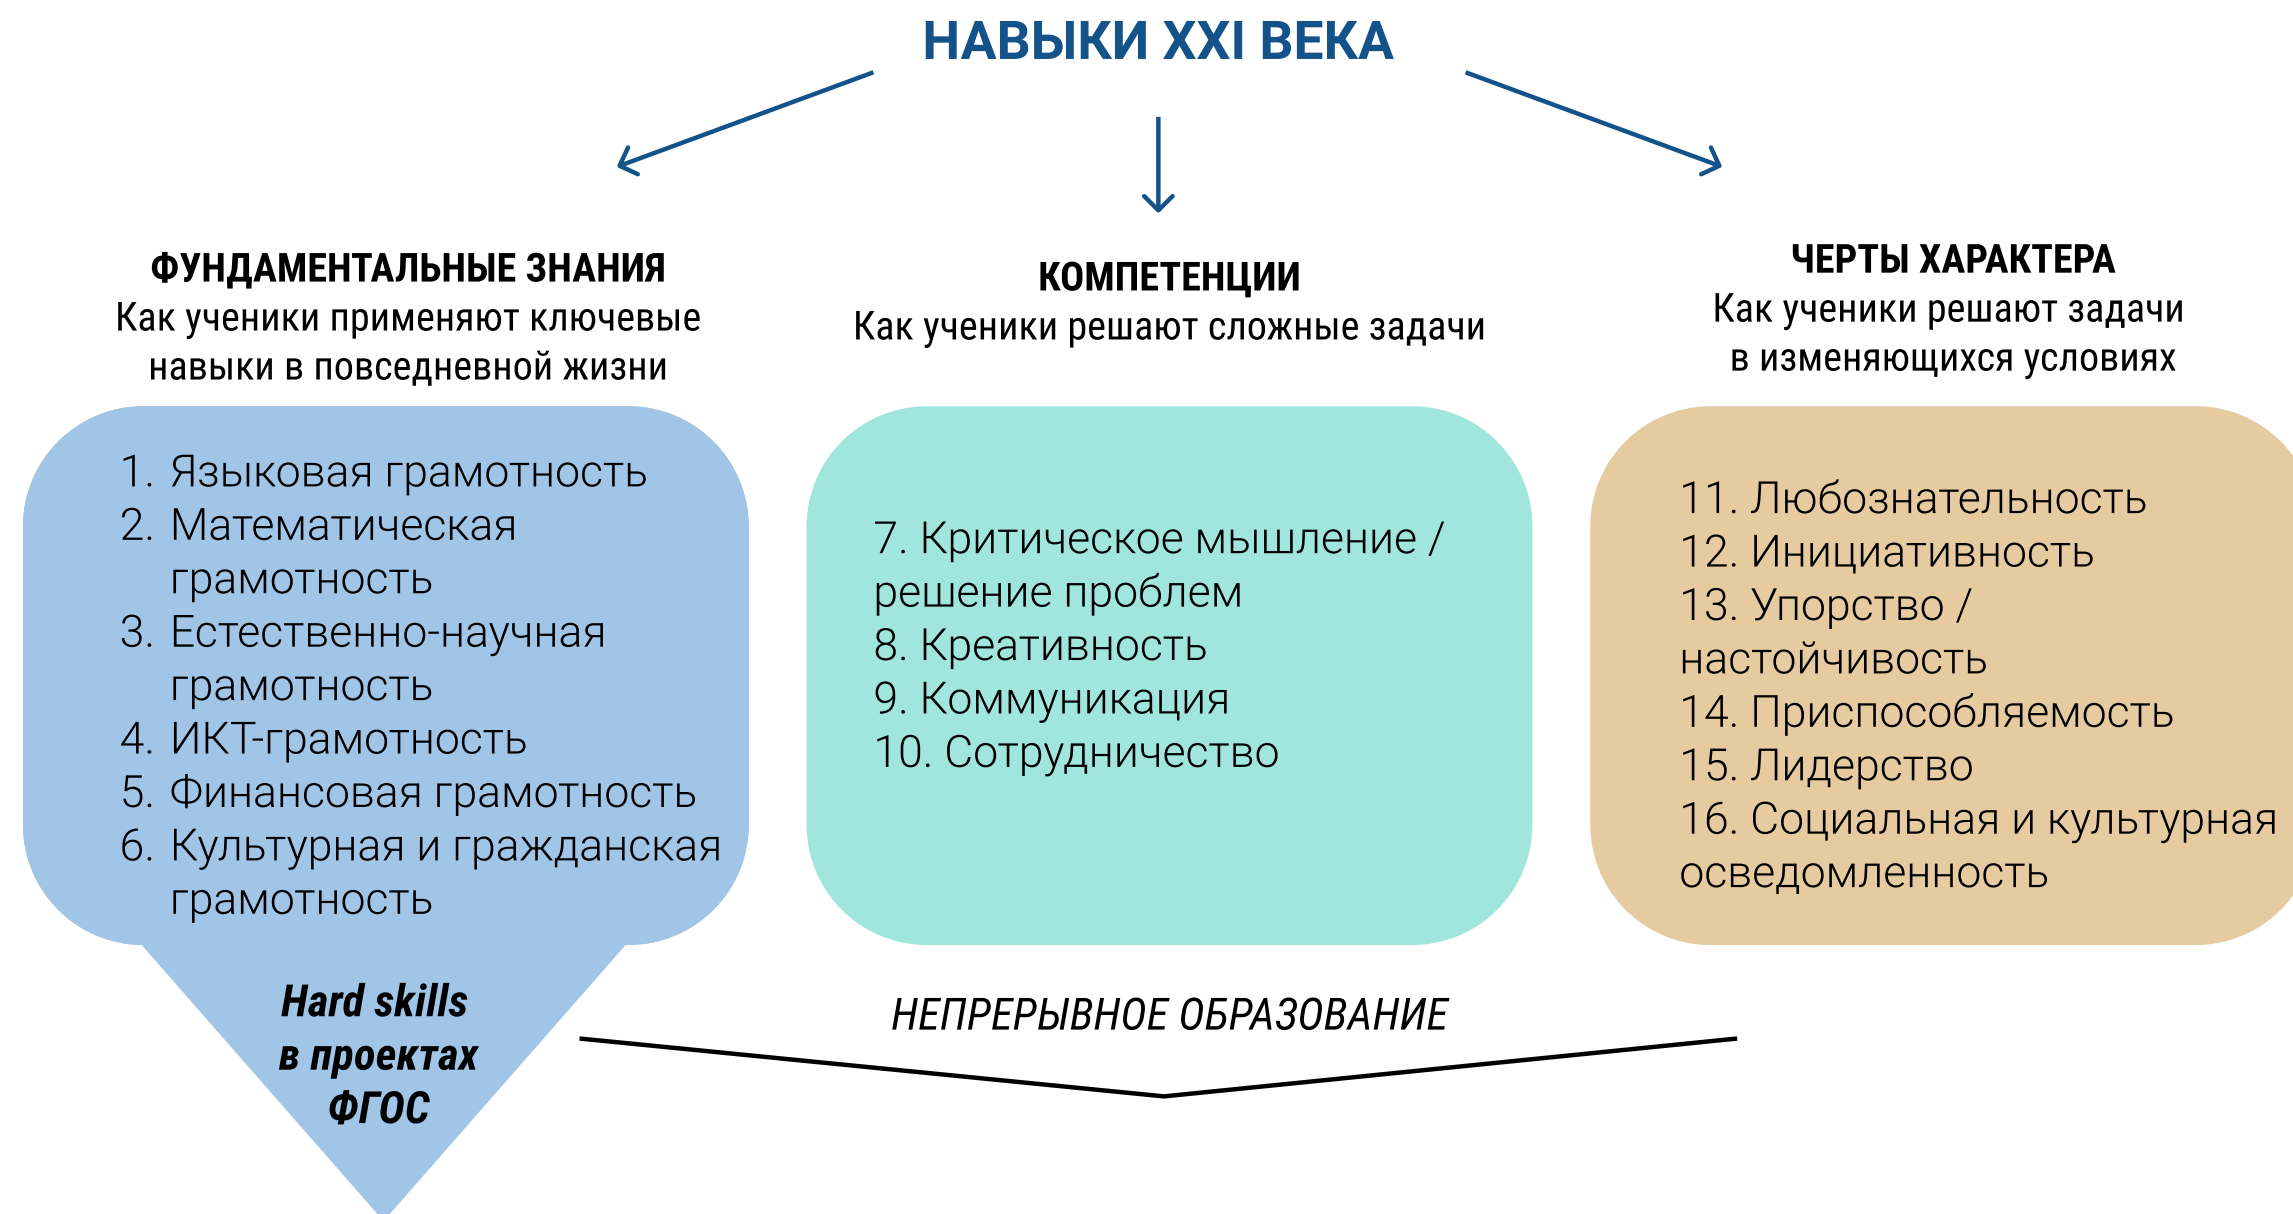 НАВЫКИ XXI ВЕКА
ФУНДАМЕНТАЛЬНЫЕ ЗНАНИЯ
Как ученики применяют ключевые
навыки в повседневной жизни
1. Языковая грамотность
2. Математическая
грамотность
3. Естественно-научная
грамотность
4. ИКТ-грамотность
5. Финансовая грамотность
6. Культурная и гражданская
грамотность
Hard skills
в проектах
ФГОС
КОМПЕТЕНЦИИ
Как ученики решают сложные задачи
7. Критическое мышление /
решение проблем
8. Креативность
9. Коммуникация
10. Сотрудничество
ЧЕРТЫ ХАРАКТЕРА
Как ученики решают задачи
в изменяющихся условиях
11. Любознательность
12. Инициативность
13. Упорство /
настойчивость
14. Приспособляемость
15. Лидерство
16. Социальная и культурная
осведомленность
НЕПРЕРЫВНОЕ ОБРАЗОВАНИЕ